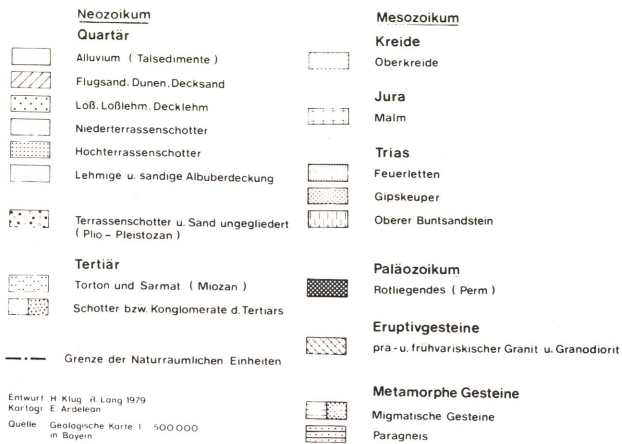 Neozoikum
Quartär
Alluvium ( Talsedimente )
Flugsand, Dünen, Decksand
Löß, Lößlehm, Decklehm
Niederterrassenschotter
Hochterrassenschotter
Lehmige u. sandige Albuberdeckung
Terrassenschotter u. Sand ungegliedert
( Plio - Pleistozan )
Tertiär
Torton und Sarmat ( Miozan )
Schotter bzw. Konglomerate d. Tertiars
Grenze der Naturraumlichen Einheiten
Entwurf H. Klug R. Lang 1979
Kartogr. E. Ardelean
Quelle Geologische Karte 1 500 000
in Bayern
Mesozoikum
Kreide
Oberkreide
Jura
Malm
Trias
Feuerletten
Gipskeuper
Oberer Buntsandstein
Paläozoikum
Rotliegendes ( Perm )
Eruptivgesteine
pra - u. frühvariskischer Granit u. Granodiorit
Metamorphe Gesteine
Migmatische Gesteine
Paragneis